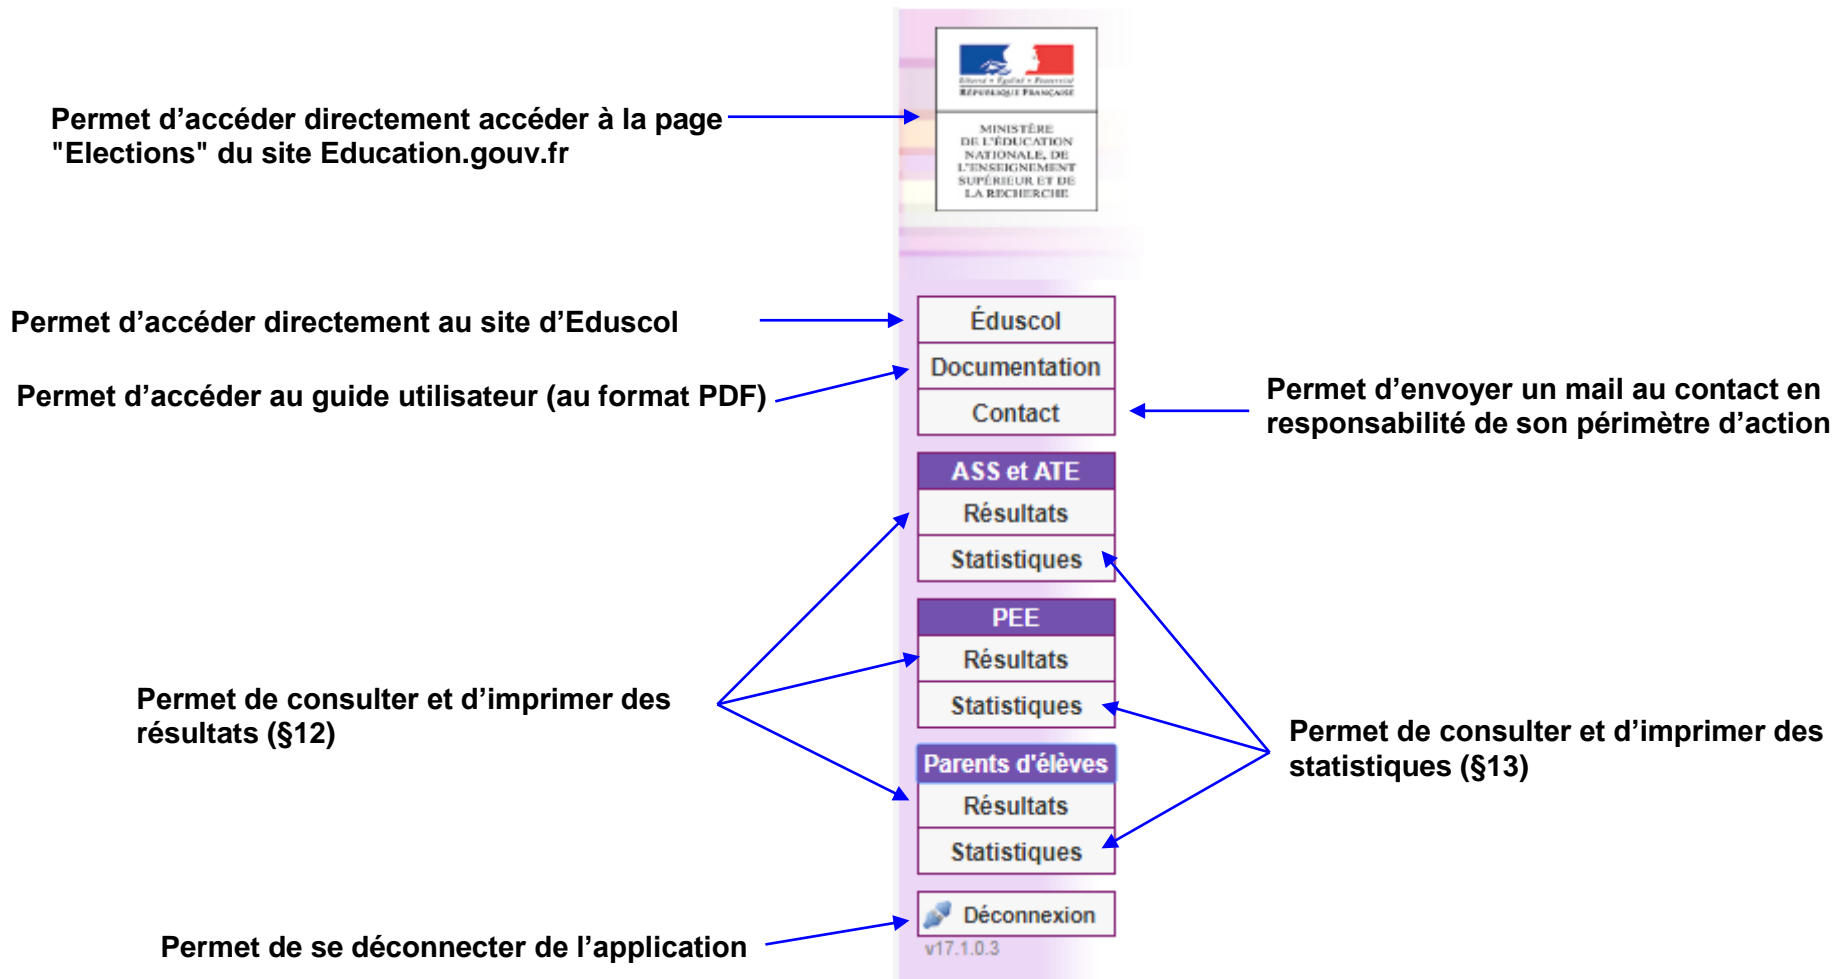 Liberté • Égalité • Fraternité
RÉPUBLIQUE FRANÇAISE
MINISTÈRE
DE L'ÉDUCATION
NATIONALE, DE
L'ENSEIGNEMENT
SUPÉRIEUR ET DE
LA RECHERCHE
Permet d’accéder directement accéder à la page
"Elections" du site Education.gouv.fr
Permet d’accéder directement au site d’Eduscol
Éduscol
Permet d’accéder au guide utilisateur (au format PDF)
Documentation
Contact
Permet d’envoyer un mail au contact en
responsabilité de son périmètre d’action
ASS et ATE
Résultats
Statistiques
PEE
Résultats
Statistiques
Permet de consulter et d’imprimer des
résultats (§12)
Permet de consulter et d’imprimer des
statistiques (§13)
Parents d'élèves
Résultats
Statistiques
Déconnexion
Permet de se déconnecter de l’application
v17.1.0.3